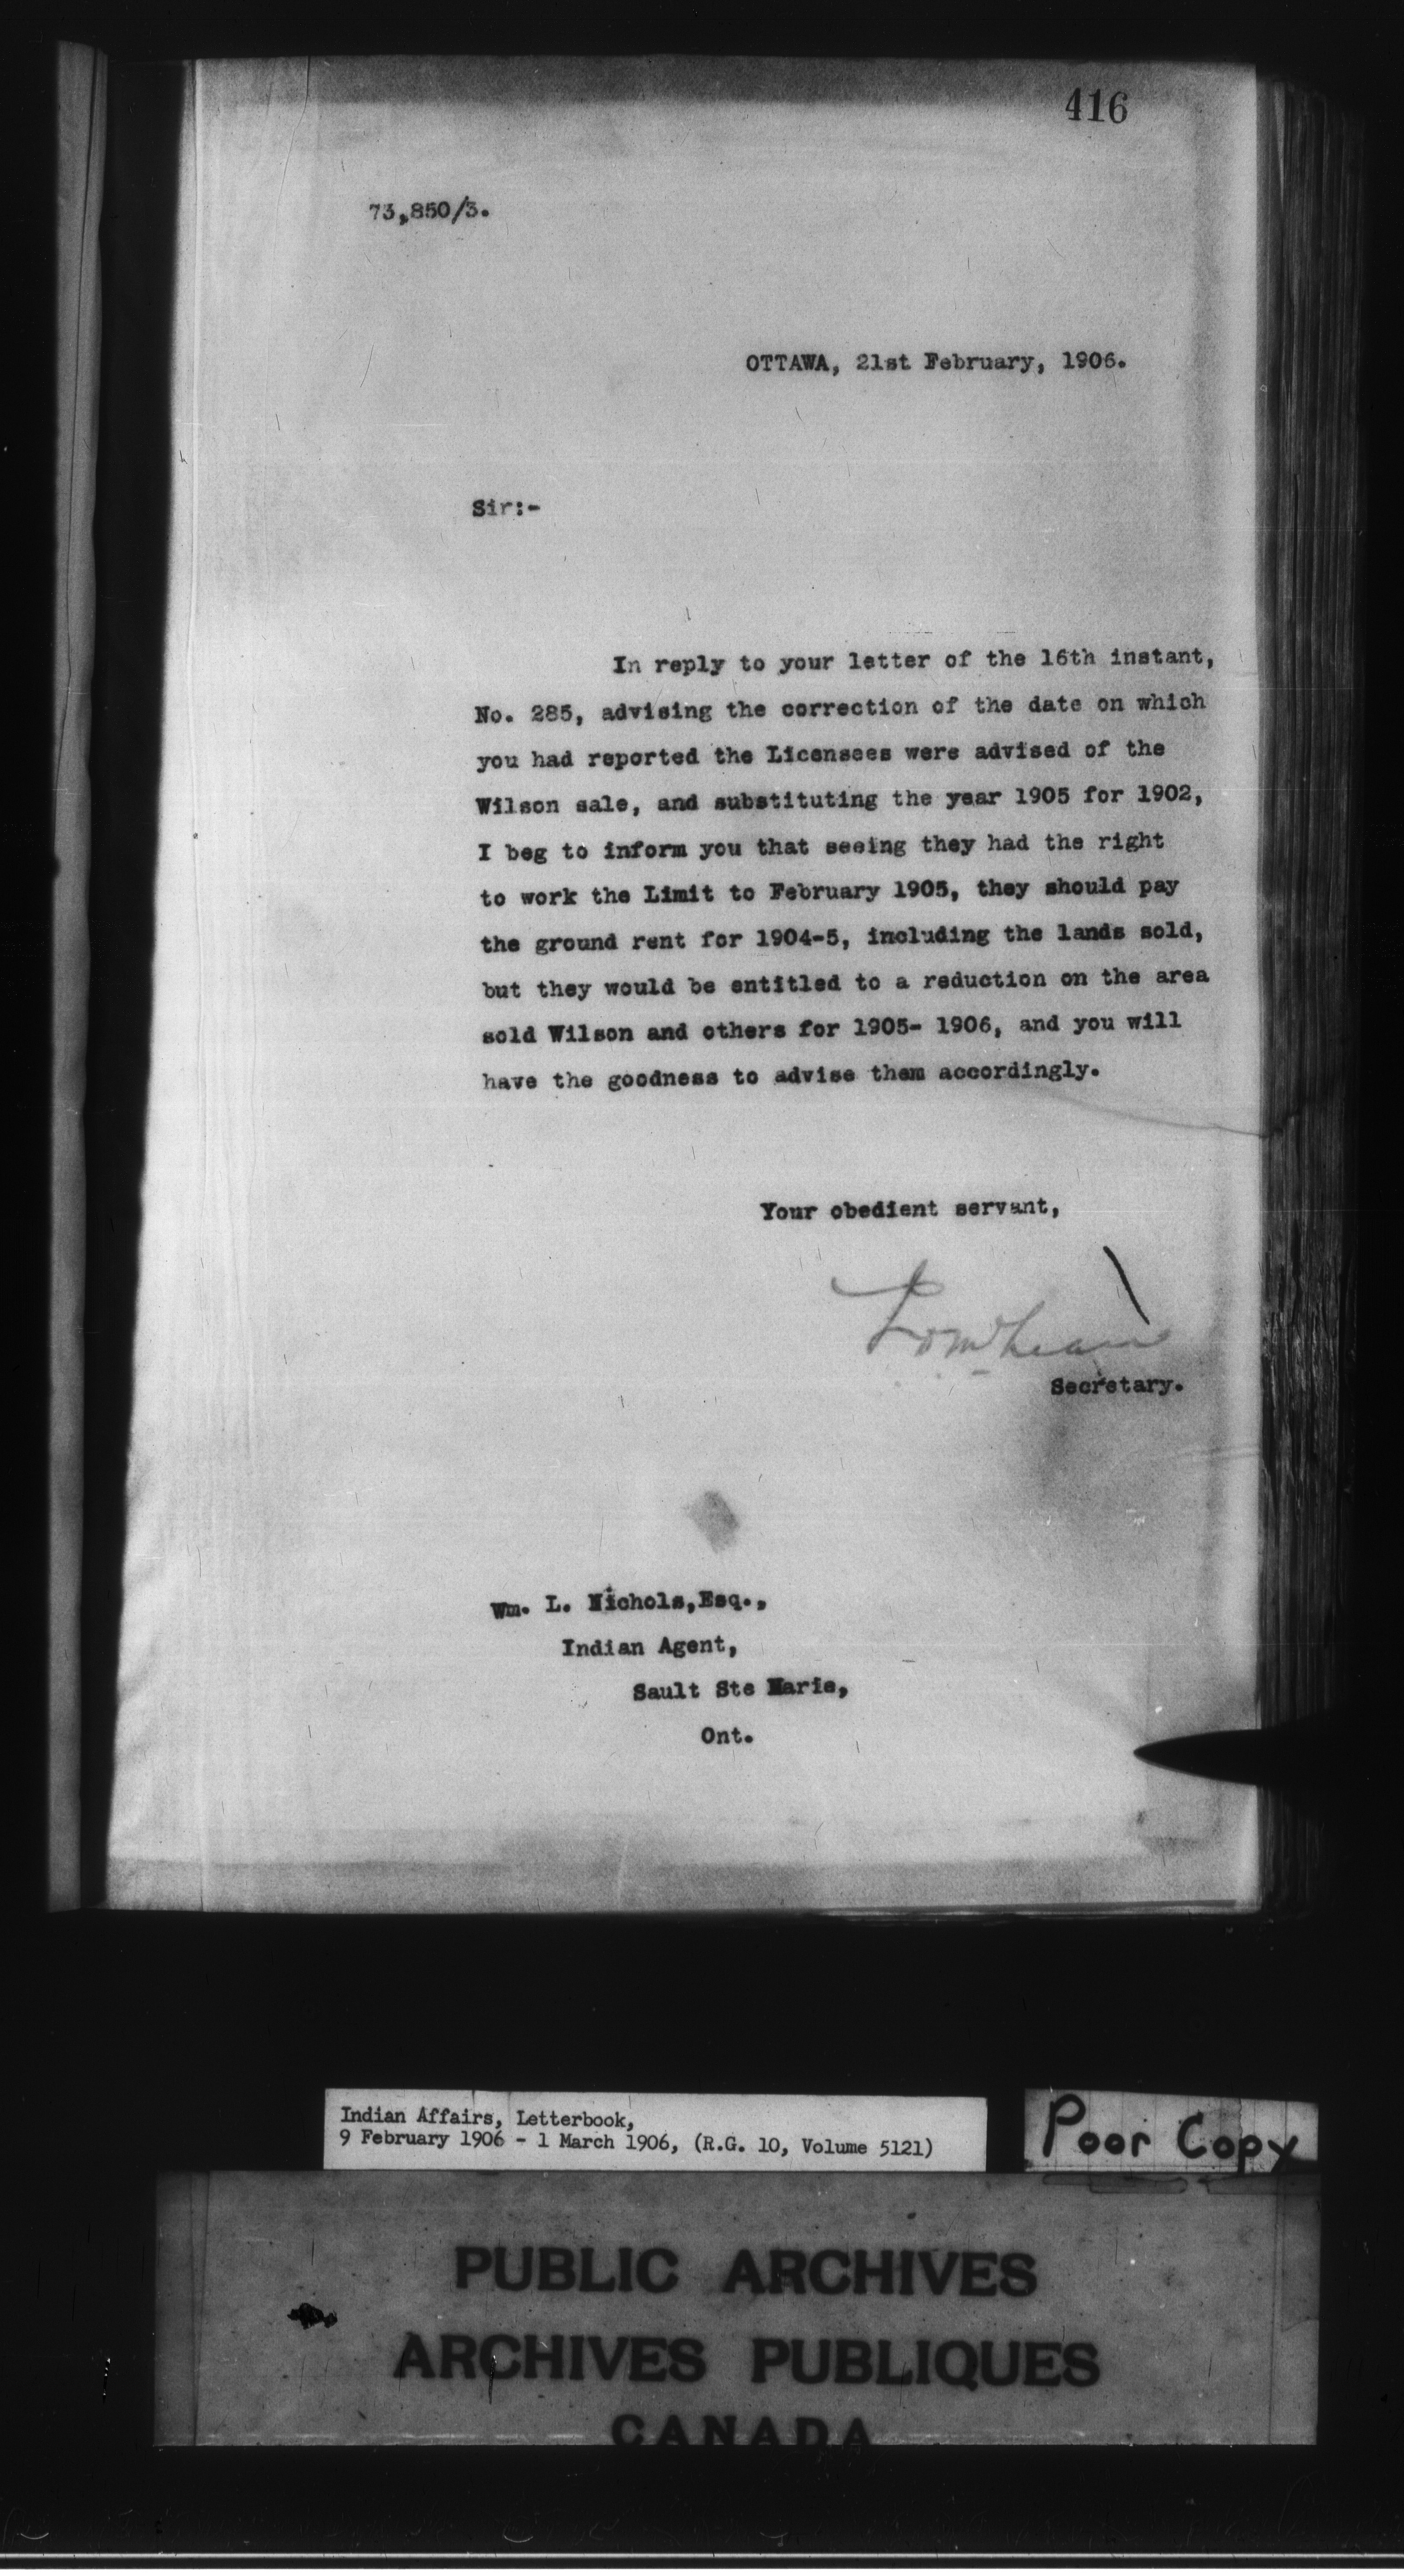 416
73,850/3.
OTTAWA, 21st February, 1906.
Sir:-
In reply to your letter of the 16th instant,
No. 285, advising the correction of the date on which
you had reported the Licensees were advised of the
Wilson sale, and substituting the year 1905 for 1902,
I beg to inform you that seeing they had the right
to work the Limit to February 1905, they should pay
the ground rent for 1904-5, including the lands sold,
but they would be entitled to a reduction on the area
sold Wilson and others for 1905- 1906, and you will
have the goodness to advise them accordingly.
Your obedient servant,
Secretary.
Wm. L. Nichols,Esq.,
Indian Agent,
Sault Ste Marie,
Ont.
Indian Affairs, Letterbook,
9 February 1906 - 1 March 1906, (R.G. 10, Volume 5121)
Poor Copy
PUBLIC ARCHIVES
ARCHIVES PUBLIQUES
CANADA